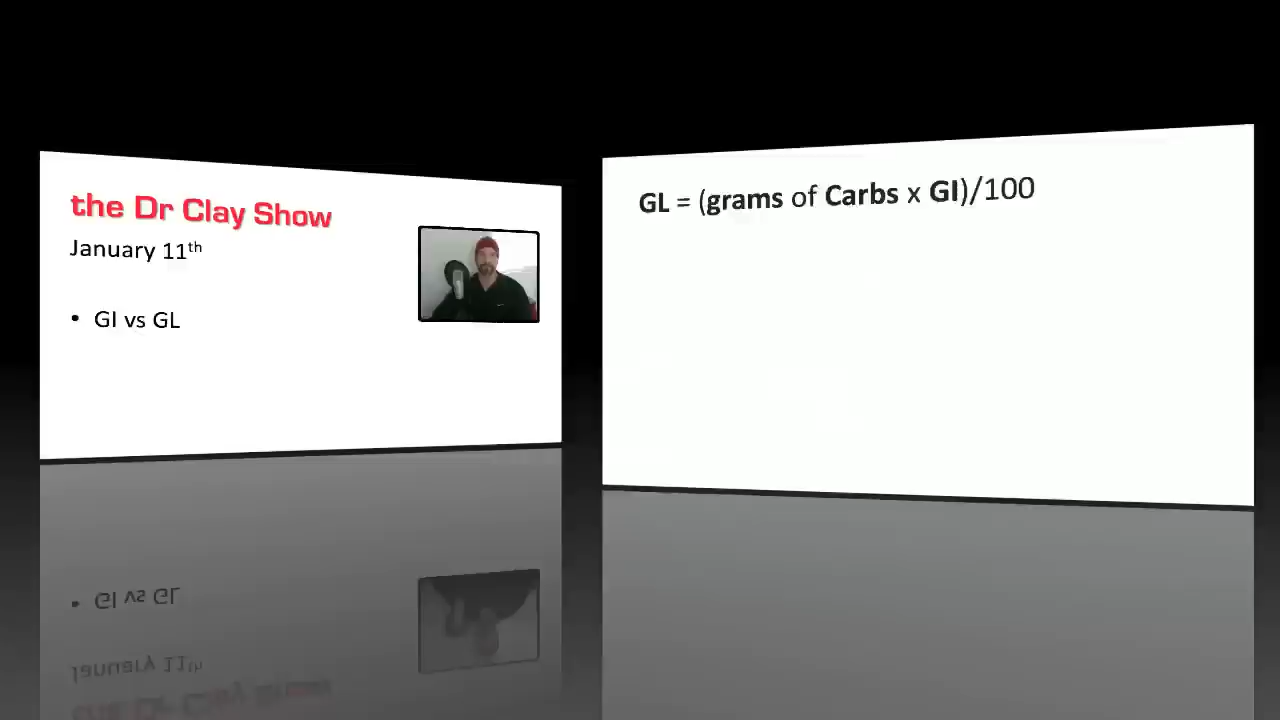 the Dr Clay Show
January 11th
• GI vs GL
GL = (grams of Carbs x GI)/100